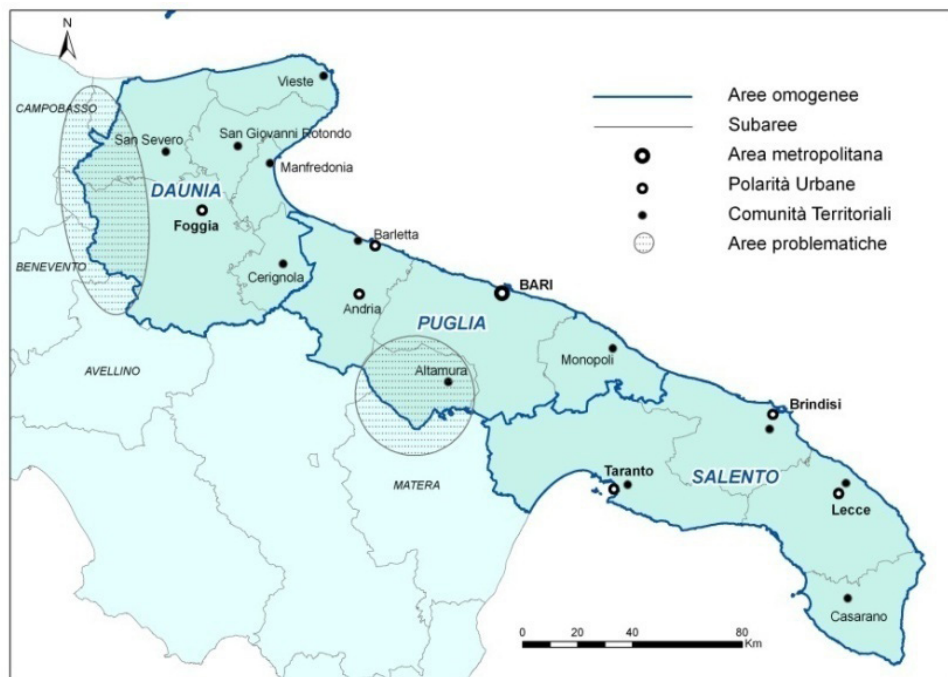 N
CAMPOBASSO
Vieste
San Severo
San Giovanni Rotondo
Manfredonia
DAUNIA
Foggia
BENEVENTO
Cerignola
Barletta
Andria
BARI
PUGLIA
AVELLINO
Altamura
Monopoli
MATERA
Brindisi
Taranto
SALENTO
Lecce
Casarano
Aree omogenee
Subaree
Area metropolitana
Polarità Urbane
Comunità Territoriali
Aree problematiche
0 20 40 80
Km